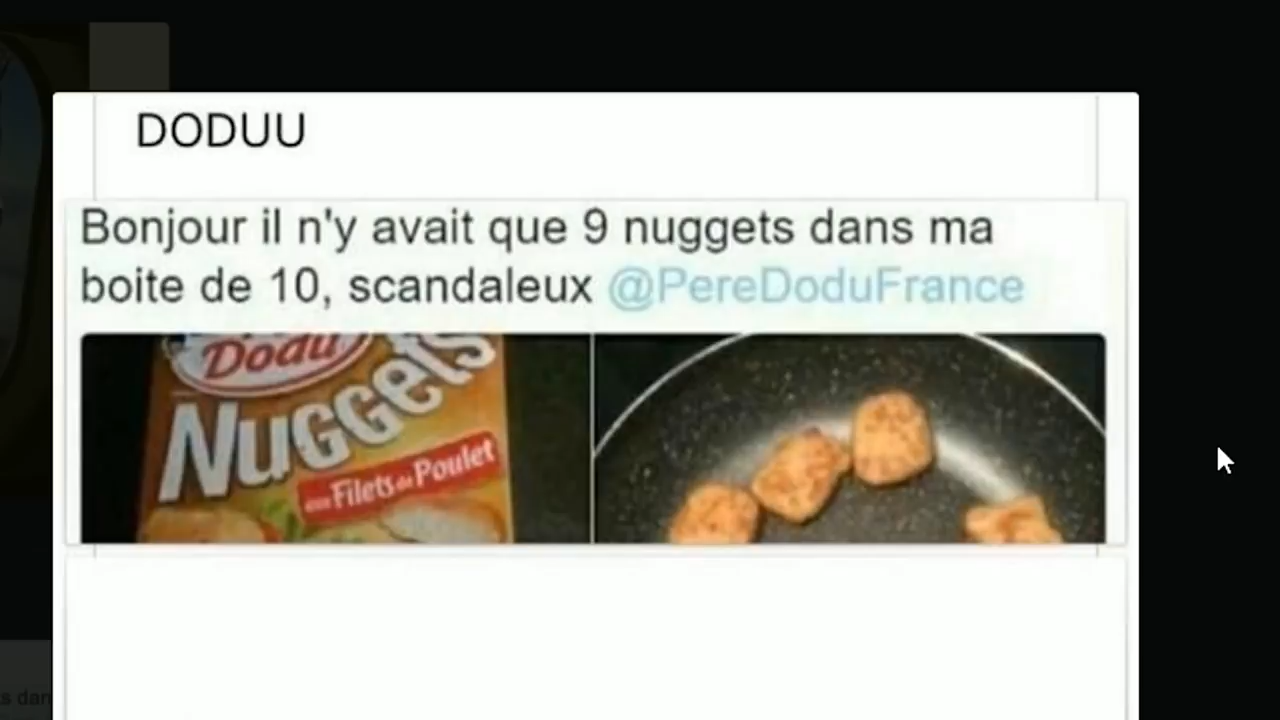 DODUU
Bonjour il n'y avait que 9 nuggets dans ma
boite de 10, scandaleux @PereDoduFrance
Dodu
Nuggets
aux Filets de Poulet
s dan